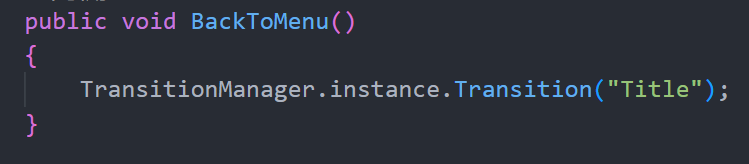 public void BackToMenu()
{
    TransitionManager.instance.Transition("Title");
}